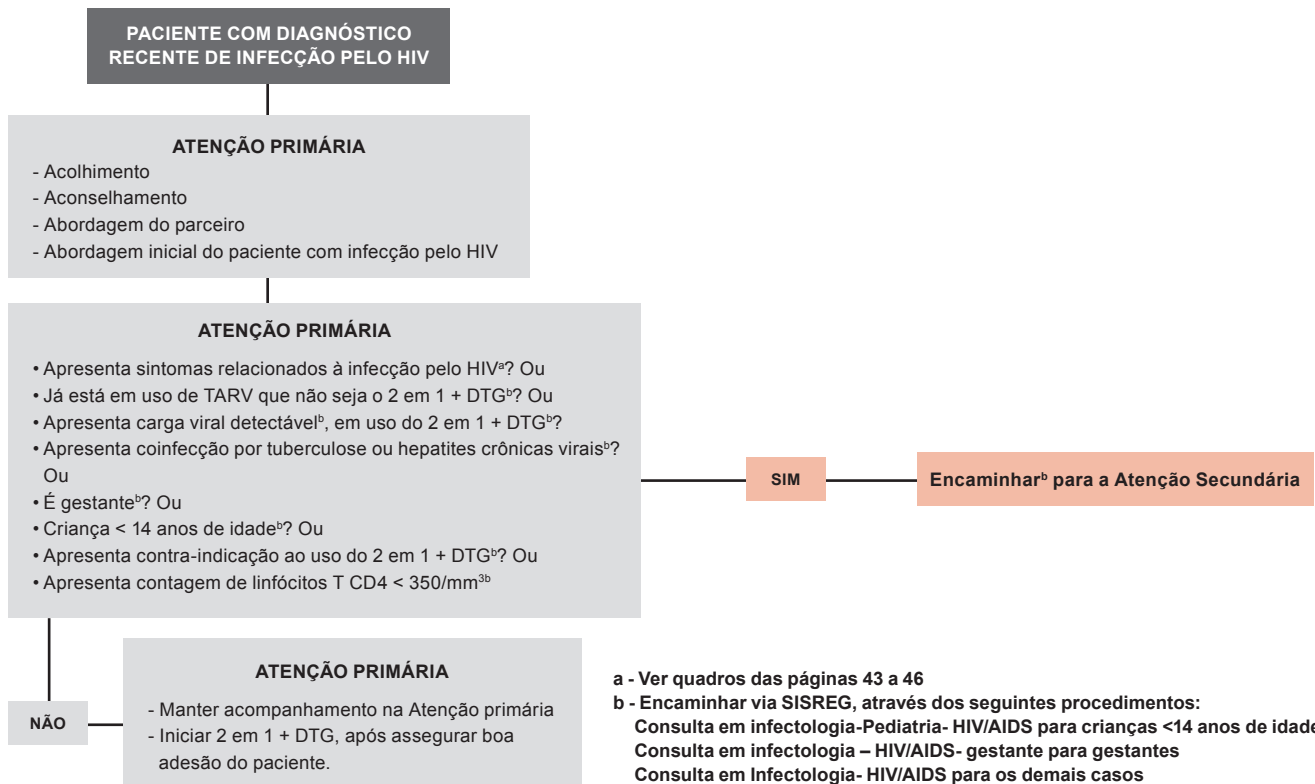 PACIENTE COM DIAGNÓSTICO
RECENTE DE INFECÇÃO PELO HIV
ATENÇÃO PRIMÁRIA
- Acolhimento
- Aconselhamento
- Abordagem do parceiro
- Abordagem inicial do paciente com infecção pelo HIV
ATENÇÃO PRIMÁRIA
• Apresenta sintomas relacionados à infecção pelo HIVᵃ? Ou
• Já está em uso de TARV que não seja o 2 em 1 + DTGᵇ? Ou
• Apresenta carga viral detectávelᵇ, em uso do 2 em 1 + DTGᵇ?
• Apresenta coinfecção por tuberculose ou hepatites crônicas viraisᵇ?
Ou
• É gestanteᵇ? Ou
• Criança < 14 anos de idadeᵇ? Ou
• Apresenta contra-indicação ao uso do 2 em 1 + DTGᵇ? Ou
• Apresenta contagem de linfócitos T CD4 < 350/mm³ᵇ
SIM
Encaminharᵇ para a Atenção Secundária
NÃO
ATENÇÃO PRIMÁRIA
- Manter acompanhamento na Atenção primária
- Iniciar 2 em 1 + DTG, após assegurar boa
adesão do paciente.
a - Ver quadros das páginas 43 a 46
b - Encaminhar via SISREG, através dos seguintes procedimentos:
Consulta em infectologia-Pediatria- HIV/AIDS para crianças <14 anos de idade
Consulta em infectologia – HIV/AIDS- gestante para gestantes
Consulta em Infectologia- HIV/AIDS para os demais casos